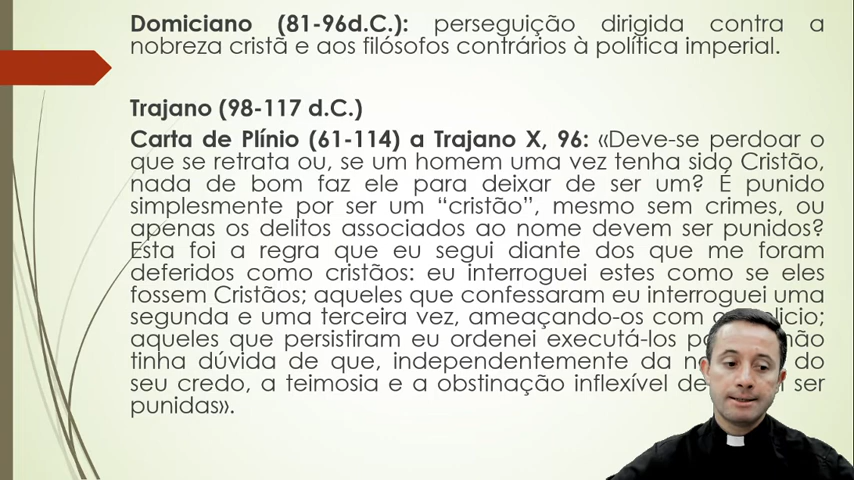 Domiciano (81-96d.C.): perseguição dirigida contra a
nobreza cristã e aos filósofos contrários à política imperial.
Trajano (98-117 d.C.)
Carta de Plínio (61-114) a Trajano X, 96: «Deve-se perdoar o
que se retrata ou, se um homem uma vez tenha sido Cristão,
nada de bom faz ele para deixar de ser um? É punido
simplesmente por ser um “cristão”, mesmo sem crimes, ou
apenas os delitos associados ao nome devem ser punidos?
Esta foi a regra que eu segui diante dos que me foram
deferidos como cristãos: eu interroguei estes como se eles
fossem Cristãos; aqueles que confessaram eu interroguei uma
segunda e uma terceira vez, ameaçando-os com o
aqueles que persistiram eu ordenei executá-los não
tinha dúvida de que, independentemente da do
seu credo, a teimosia e a obstinação inflexível ser
punidas».